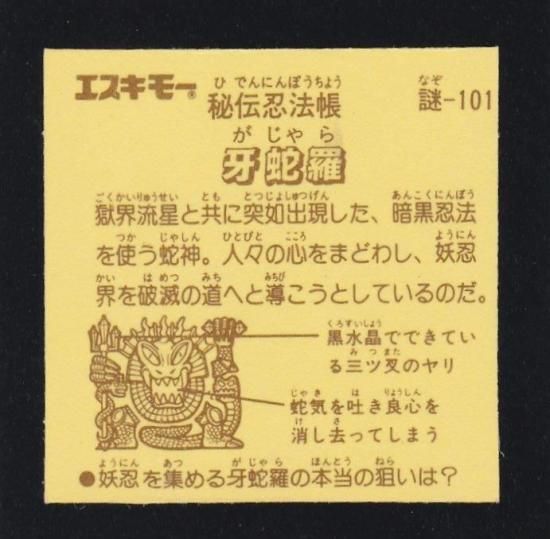 エスキモー®
ひ でんにんぽうちょう
秘伝忍法帳
なぞ
謎-101
が じゃ ら
牙蛇羅
ごくかいりゅうせい とも とつじょしゅつげん あんこくにんぽう
獄界流星と共に突如出現した、暗黒忍法
つか じゃしん ひとびと こころ ようにん
を使う蛇神。人々の心をまどわし、妖忍
かい はめつ みち みちび
界を破滅の道へと導こうとしているのだ。
くろすいしょう
黒水晶でできてい
み つ また
る三ツ叉のヤリ
じゃき は りょうしん
蛇気を吐き良心を
け さ
消し去ってしまう
ようにん あつ が じゃら ほんとう ねら
●妖忍を集める牙蛇羅の本当の狙いは？